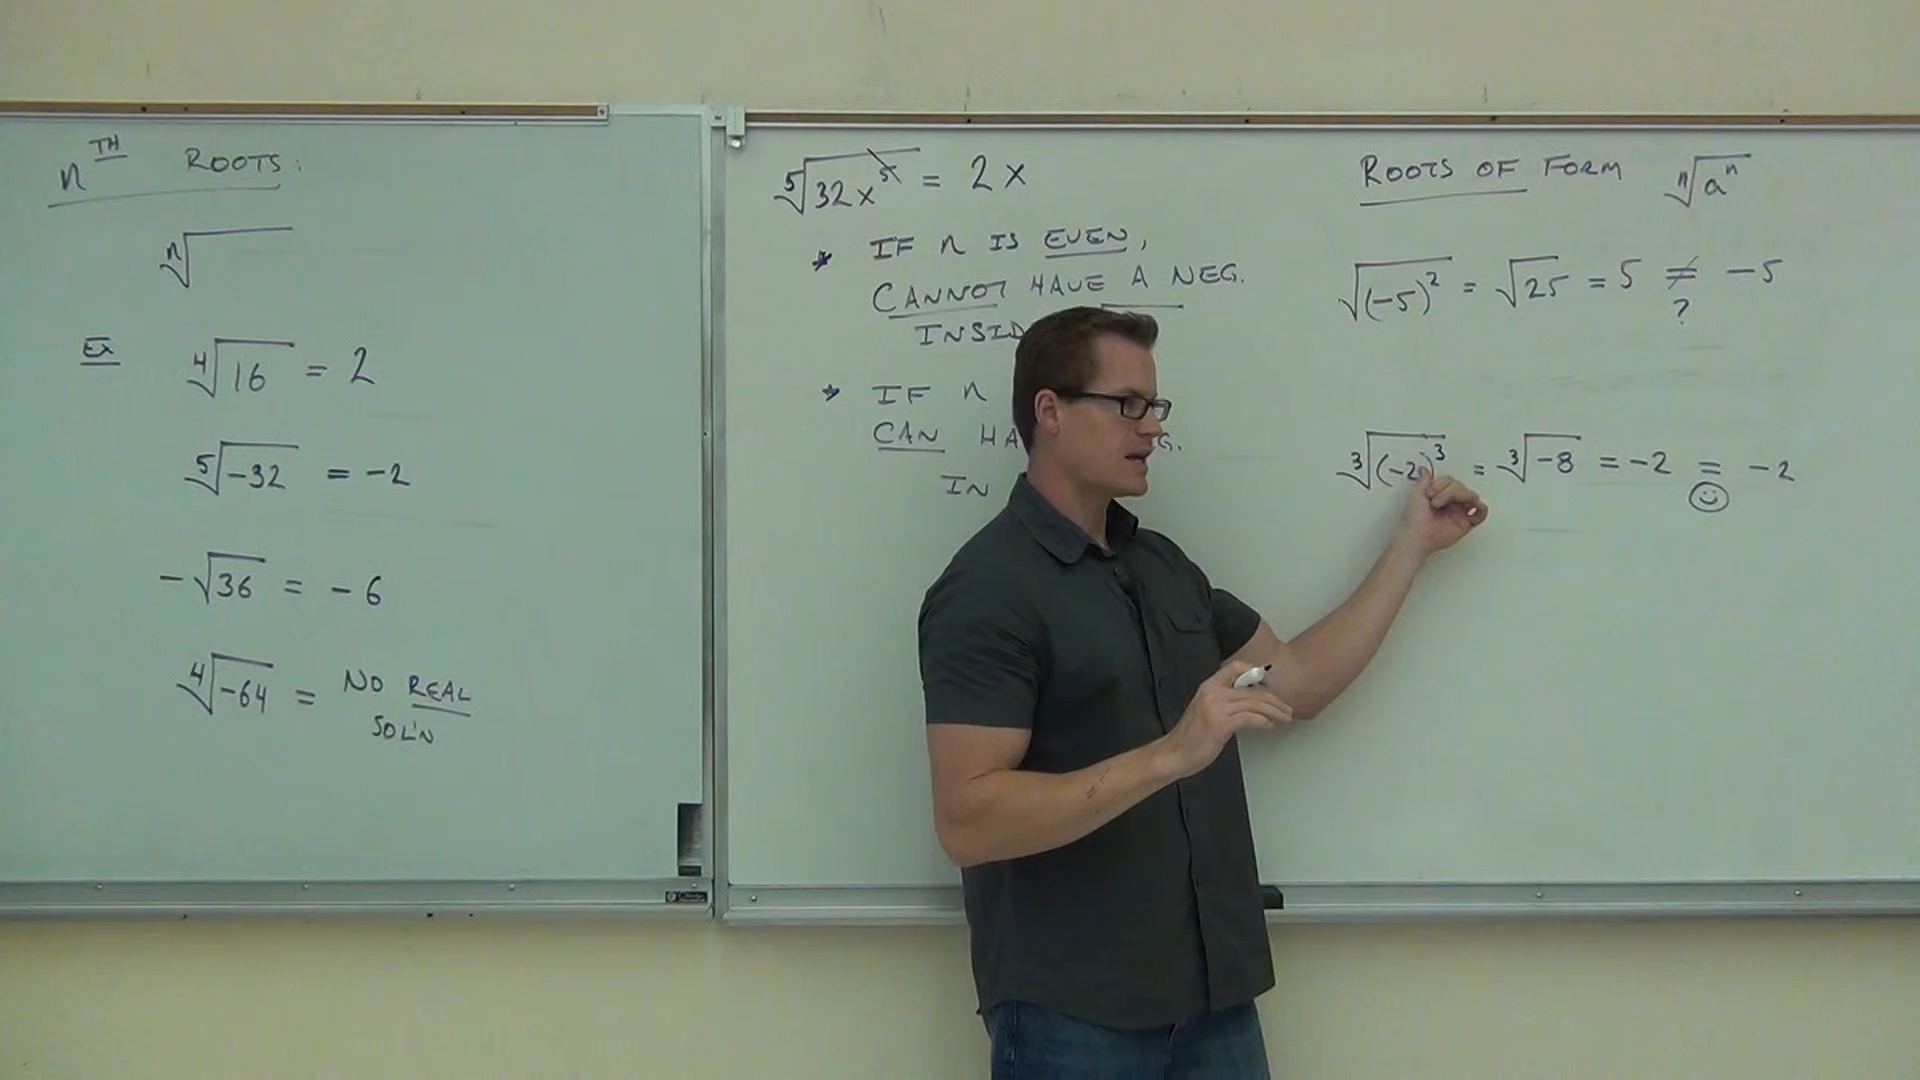 nᵀᴴ ROOTS:
ⁿ√
Ex
⁴√16 = 2
⁵√-32 = -2
-√36 = -6
⁴√-64 = NO REAL
SOL'N
⁵√32x⁵ = 2x
* IF n IS EVEN,
CANNOT HAVE A NEG.
* IF n
CAN
IN
ROOTS OF FORM ⁿ√aⁿ
√(-5)² = √25 = 5 ≠ -5
?
³√(-2)³ = ³√-8 = -2 = -2